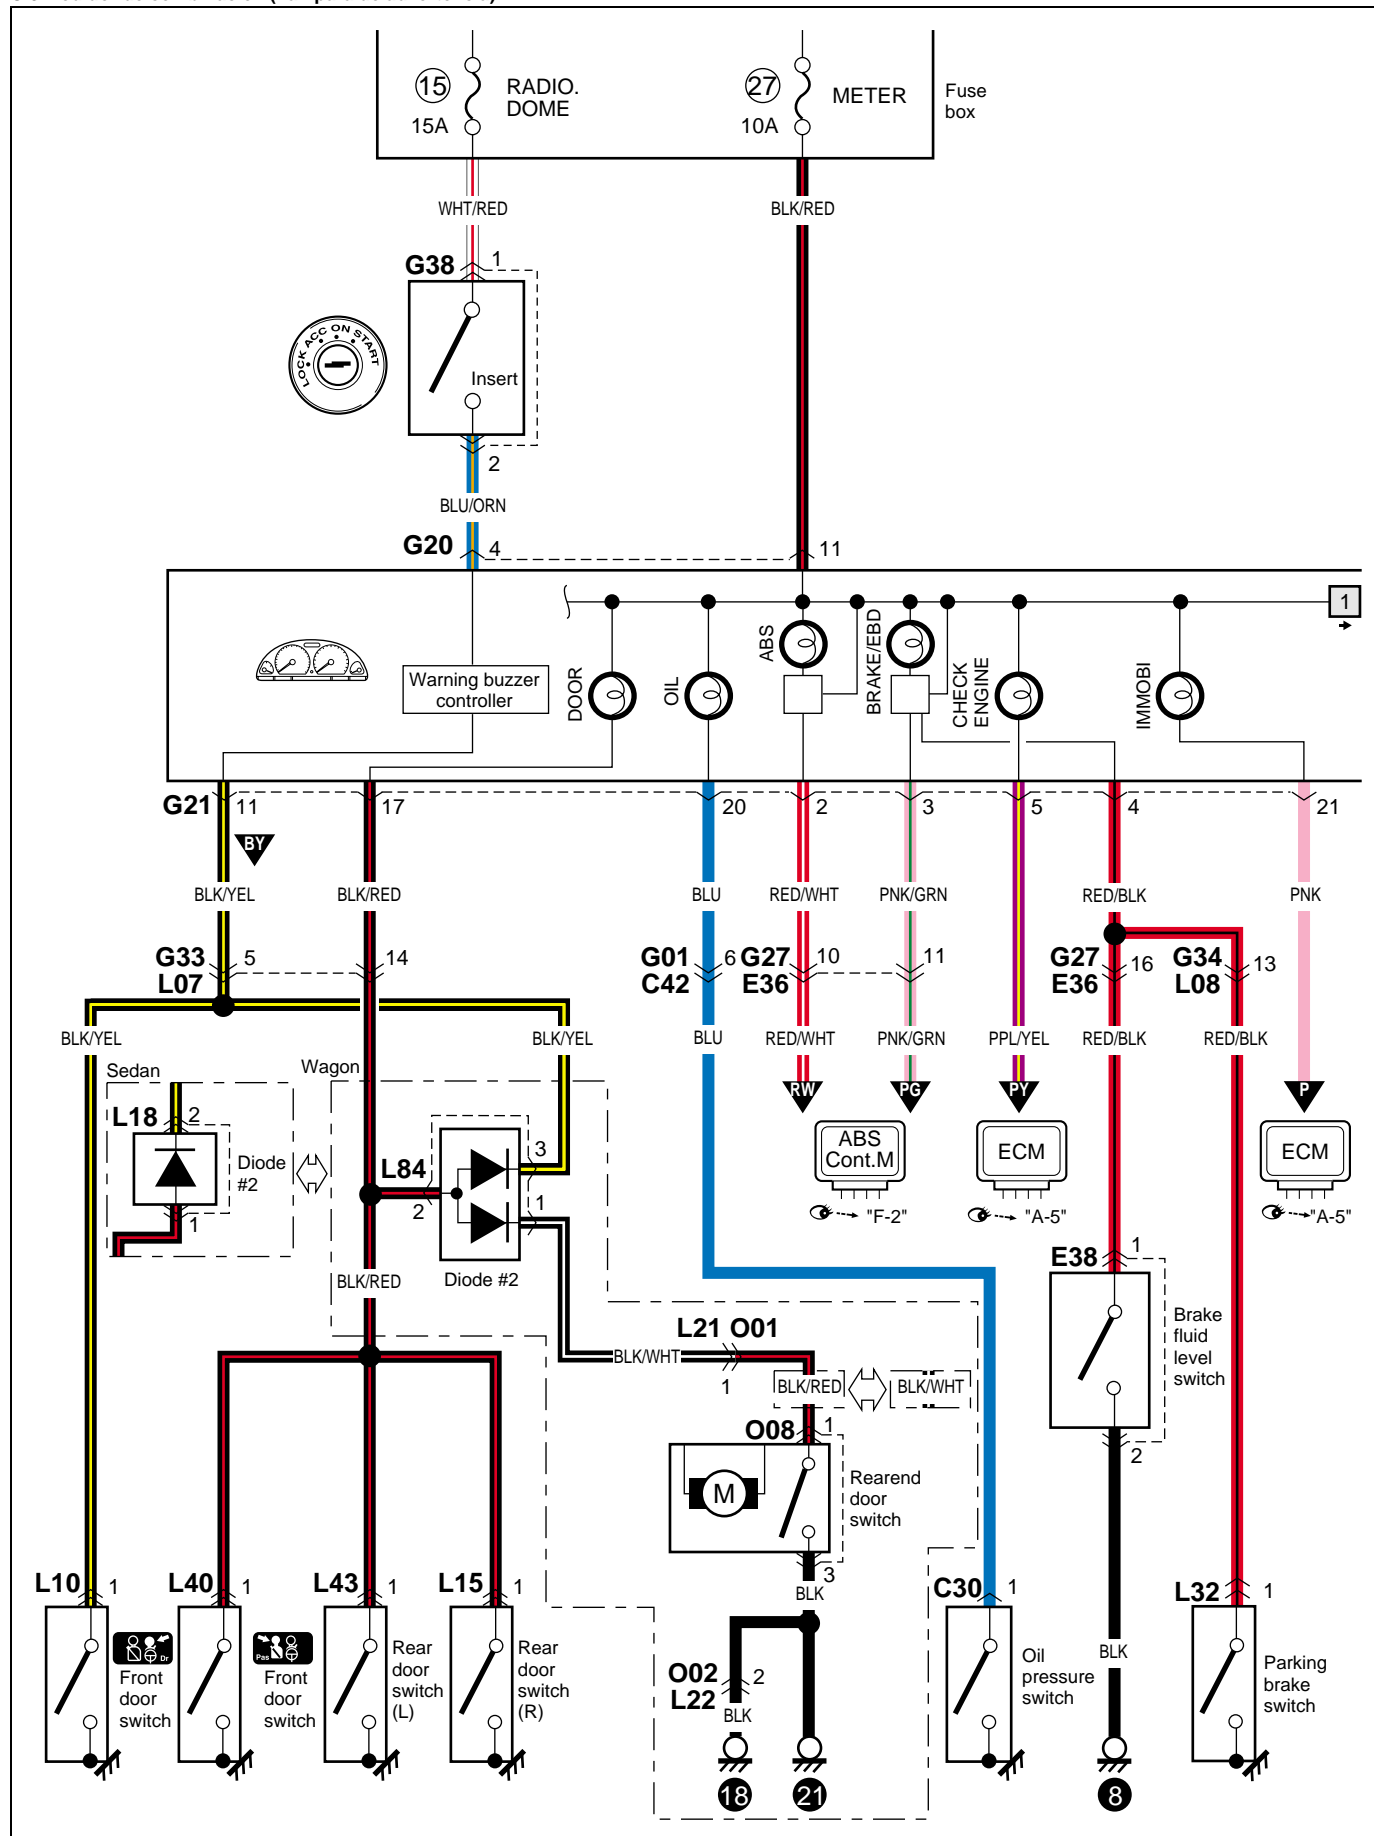 15
RADIO.
DOME
15A
27
METER
10A
Fuse
box
WHT/RED
BLK/RED
G38
1
LOCK ACC ON START
Insert
2
BLU/ORN
G20
4
11
1
Warning buzzer
controller
DOOR
OIL
ABS
BRAKE/EBD
CHECK
ENGINE
IMMOBI
G21
11
17
20
2
3
5
4
21
BY
BLK/YEL
BLK/RED
BLU
RED/WHT
PNK/GRN
RED/BLK
PNK
G33
L07
5
14
G01
C42
6
G27
E36
10
11
G27
E36
16
G34
L08
13
BLK/YEL
BLK/YEL
BLU
RED/WHT
PNK/GRN
PPL/YEL
RED/BLK
RED/BLK
Sedan
Wagon
RW
PG
PY
P
L18
2
Diode
#2
1
L84
2
3
1
Diode #2
ABS
Cont.M
"F-2"
ECM
"A-5"
ECM
"A-5"
BLK/RED
E38
1
Brake
fluid
level
switch
2
L21
O01
BLK/WHT
1
BLK/RED
BLK/WHT
O08
1
M
Rearend
door
switch
3
BLK
L10
1
L40
1
L43
1
L15
1
C30
1
L32
1
Dr
Front
door
switch
Pas
Front
door
switch
Rear
door
switch
(L)
Rear
door
switch
(R)
O02
L22
2
BLK
Oil
pressure
switch
BLK
Parking
brake
switch
18
21
8